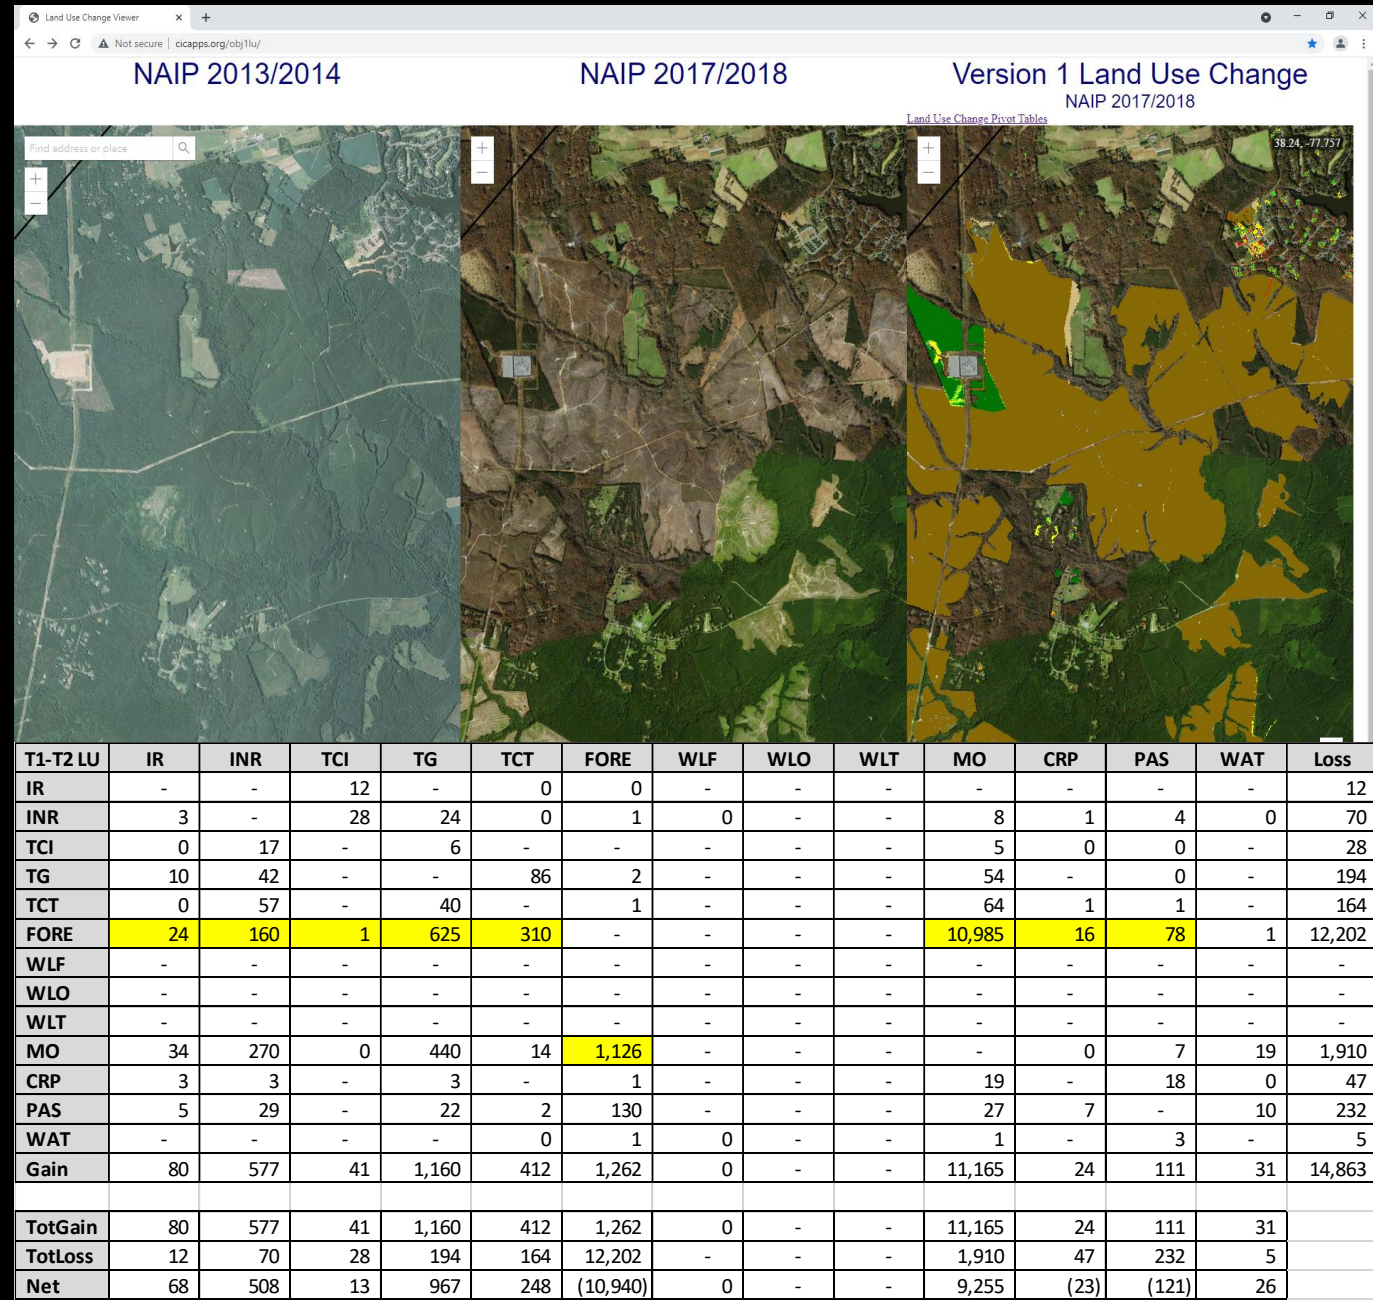 Land Use Change Viewer
Not secure | cicapps.org/obj1lu/
NAIP 2013/2014
NAIP 2017/2018
Version 1 Land Use Change
NAIP 2017/2018
Land Use Change Pivot Tables
Find address or place
38.24, -77.757
T1-T2 LU IR INR TCI TG TCT FORE WLF WLO WLT MO CRP PAS WAT Loss
IR - - 12 - 0 0 - - - - - - - 12
INR 3 - 28 24 0 1 0 - - 8 1 4 0 70
TCI 0 17 - 6 - - - - - 5 0 0 - 28
TG 10 42 - - 86 2 - - - 54 - 0 - 194
TCT 0 57 - 40 - 1 - - - 64 1 1 - 164
FORE 24 160 1 625 310 - - - - 10,985 16 78 1 12,202
WLF - - - - - - - - - - - - - -
WLO - - - - - - - - - - - - - -
WLT - - - - - - - - - - - - - -
MO 34 270 0 440 14 1,126 - - - - 0 7 19 1,910
CRP 3 3 - 3 - 1 - - - 19 - 18 0 47
PAS 5 29 - 22 2 130 - - - 27 7 - 10 232
WAT - - - - 0 1 0 - - 1 - 3 - 5
Gain 80 577 41 1,160 412 1,262 0 - - 11,165 24 111 31 14,863
TotGain 80 577 41 1,160 412 1,262 0 - - 11,165 24 111 31
TotLoss 12 70 28 194 164 12,202 - - - 1,910 47 232 5
Net 68 508 13 967 248 (10,940) 0 - - 9,255 (23) (121) 26